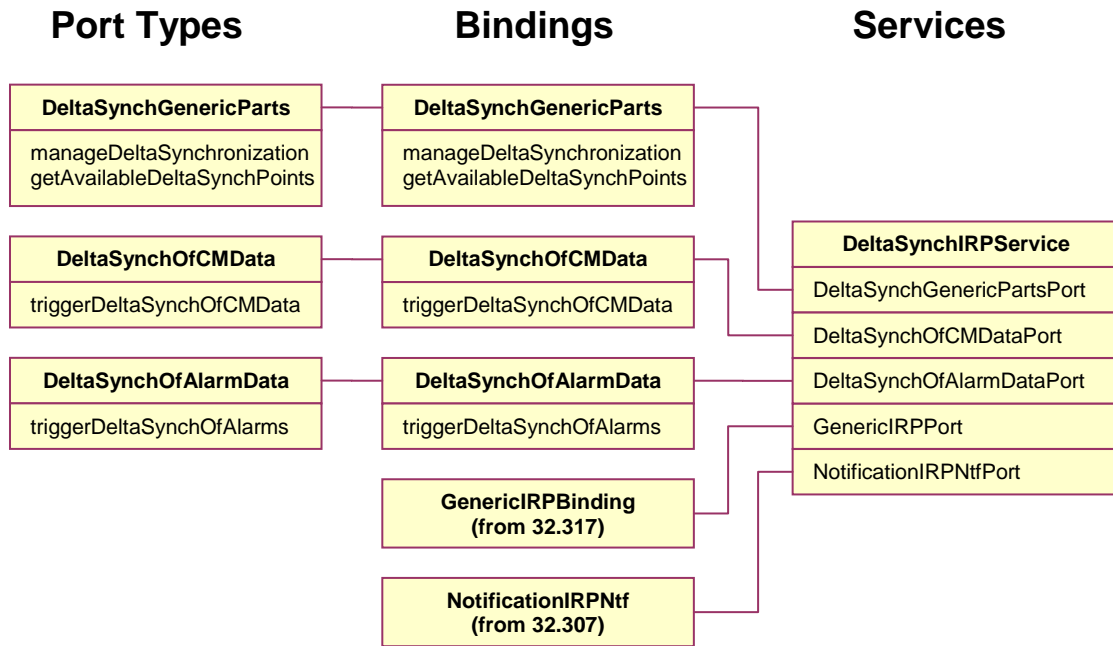 Port Types
Bindings
Services
DeltaSynchGenericParts
manageDeltaSynchronization
getAvailableDeltaSynchPoints
DeltaSynchOfCMData
triggerDeltaSynchOfCMData
DeltaSynchOfAlarmData
triggerDeltaSynchOfAlarms
DeltaSynchGenericParts
manageDeltaSynchronization
getAvailableDeltaSynchPoints
DeltaSynchOfCMData
triggerDeltaSynchOfCMData
DeltaSynchOfAlarmData
triggerDeltaSynchOfAlarms
GenericIRPBinding
(from 32.317)
NotificationIRPNtf
(from 32.307)
DeltaSynchIRPService
DeltaSynchGenericPartsPort
DeltaSynchOfCMDataPort
DeltaSynchOfAlarmDataPort
GenericIRPPort
NotificationIRPNtfPort